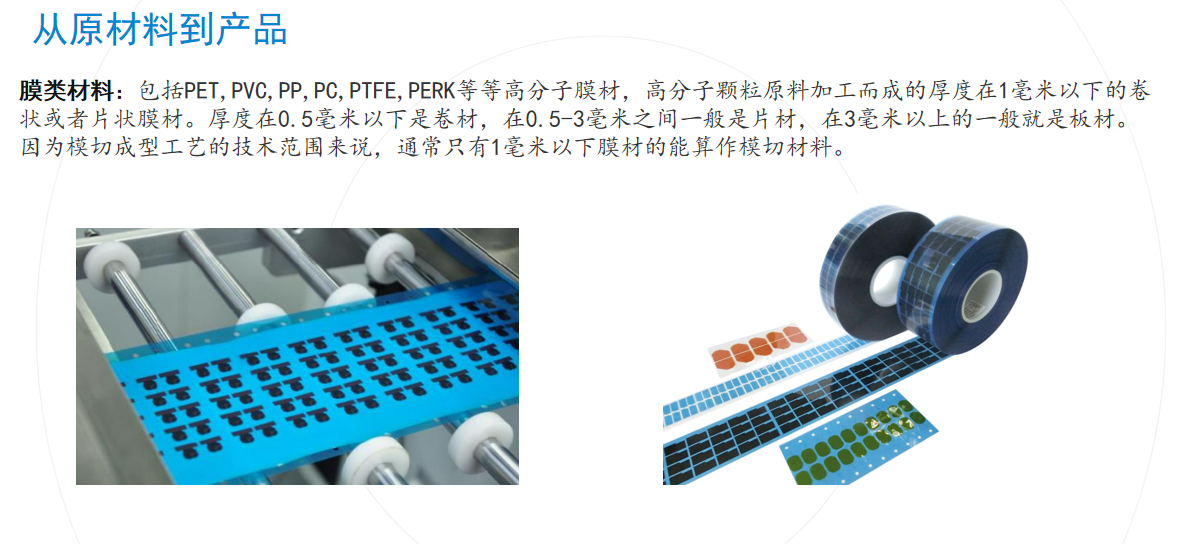 从原材料到产品
膜类材料：包括PET,PVC,PP,PC,PTFE,PERK等等高分子膜材，高分子颗粒原料加工而成的厚度在1毫米以下的卷
状或者片状膜材。厚度在0.5毫米以下是卷材，在0.5-3毫米之间一般是片材，在3毫米以上的一般就是板材。
因为模切成型工艺的技术范围来说，通常只有1毫米以下膜材的能算作模切材料。